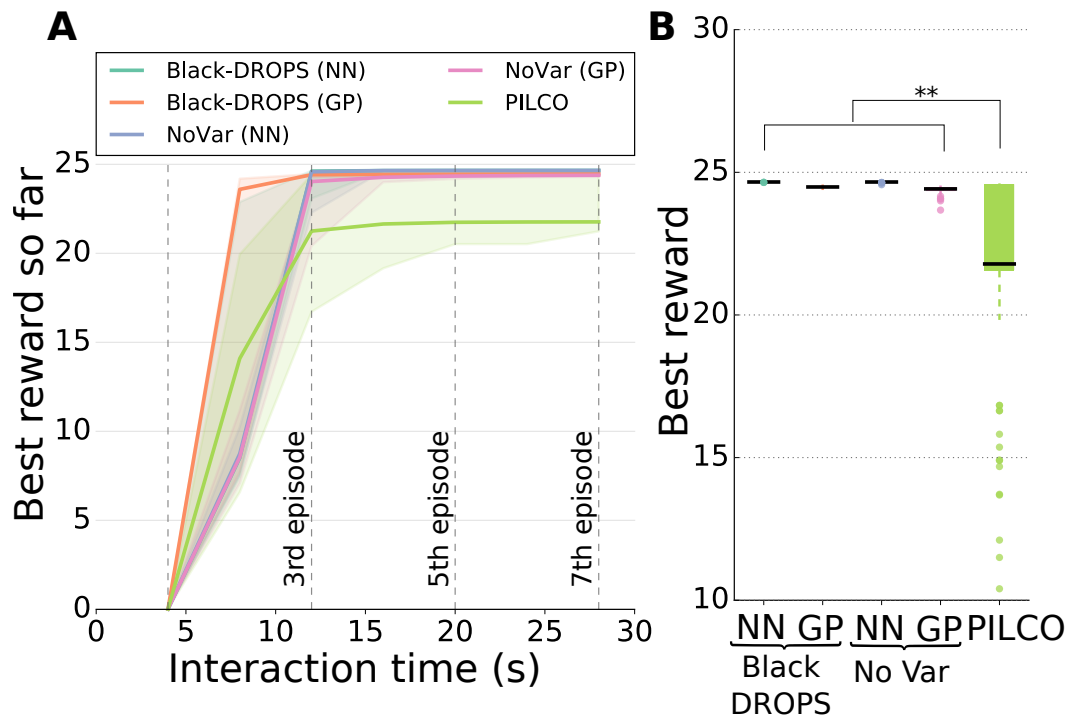 A
Black-DROPS (NN)
Black-DROPS (GP)
NoVar (NN)
NoVar (GP)
PILCO
Best reward so far
25
20
15
10
5
0
3rd episode
5th episode
7th episode
0 5 10 15 20 25 30
Interaction time (s)
B
**
Best reward
30
25
20
15
10
NN GP NN GP PILCO
Black
DROPS
No Var